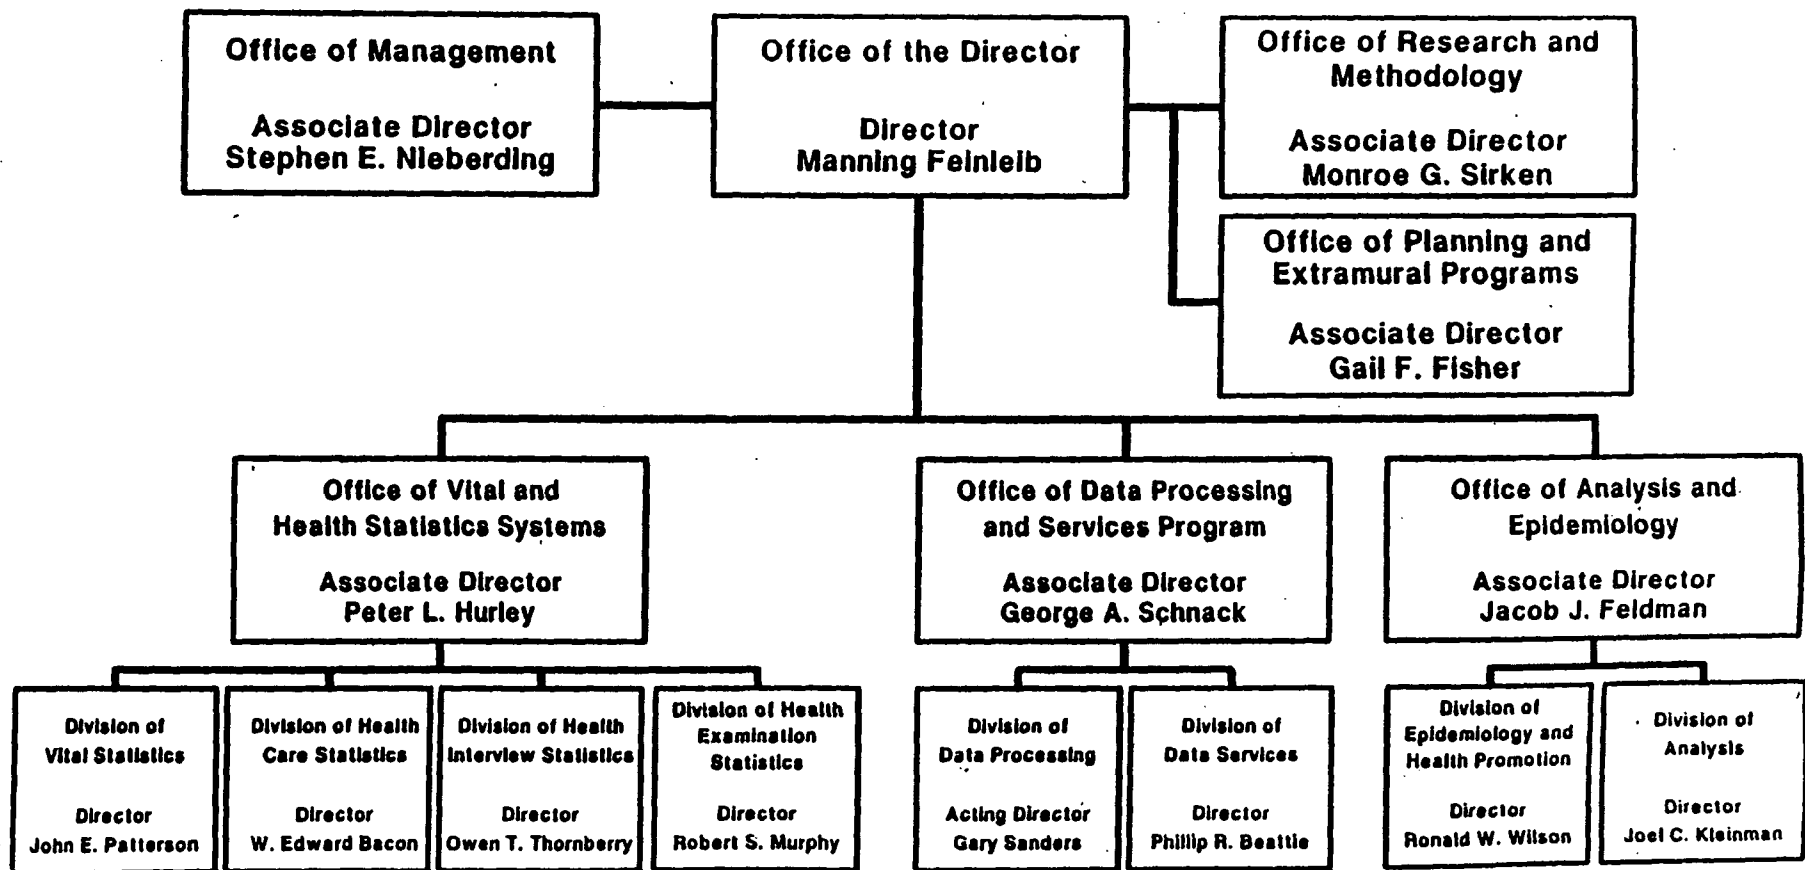 Office of Management
Associate Director
Stephen E. Nieberding
Office of the Director
Director
Manning Feinleib
Office of Research and
Methodology
Associate Director
Monroe G. Sirken
Office of Planning and
Extramural Programs
Associate Director
Gail F. Fisher
Office of Vital and
Health Statistics Systems
Associate Director
Peter L. Hurley
Office of Data Processing
and Services Program
Associate Director
George A. Schnack
Office of Analysis and
Epidemiology
Associate Director
Jacob J. Feldman
Division of
Vital Statistics
Director
John E. Patterson
Division of Health
Care Statistics
Director
W. Edward Bacon
Division of Health
Interview Statistics
Director
Owen T. Thornberry
Division of Health
Examination
Statistics
Director
Robert S. Murphy
Division of
Data Processing
Acting Director
Gary Sanders
Division of
Data Services
Director
Phillip R. Beattie
Division of
Epidemiology and
Health Promotion
Director
Ronald W. Wilson
Division of
Analysis
Director
Joel C. Kleinman